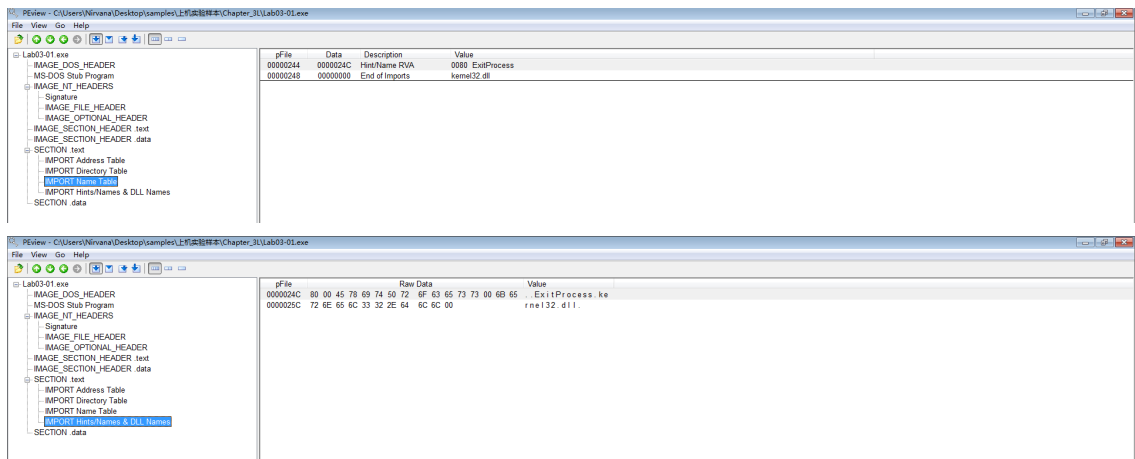 PEview - C:\Users\Nirvana\Desktop\samples\上机实验样本\Chapter_3L\Lab03-01.exe
File View Go Help
Lab03-01.exe
IMAGE_DOS_HEADER
MS-DOS Stub Program
IMAGE_NT_HEADERS
Signature
IMAGE_FILE_HEADER
IMAGE_OPTIONAL_HEADER
IMAGE_SECTION_HEADER .text
IMAGE_SECTION_HEADER .data
SECTION .text
IMPORT Address Table
IMPORT Directory Table
IMPORT Name Table
IMPORT Hints/Names & DLL Names
SECTION .data
pFile Data Description Value
00000244 0000024C Hint/Name RVA 0080 ExitProcess
00000248 00000000 End of Imports kernel32.dll
PEview - C:\Users\Nirvana\Desktop\samples\上机实验样本\Chapter_3L\Lab03-01.exe
File View Go Help
Lab03-01.exe
IMAGE_DOS_HEADER
MS-DOS Stub Program
IMAGE_NT_HEADERS
Signature
IMAGE_FILE_HEADER
IMAGE_OPTIONAL_HEADER
IMAGE_SECTION_HEADER .text
IMAGE_SECTION_HEADER .data
SECTION .text
IMPORT Address Table
IMPORT Directory Table
IMPORT Name Table
IMPORT Hints/Names & DLL Names
SECTION .data
pFile Raw Data Value
0000024C 80 00 45 78 69 74 50 72 6F 63 65 73 73 00 6B 65 ..ExitProcess.ke
0000025C 72 6E 65 6C 33 32 2E 64 6C 6C 00 rnel32.dll.